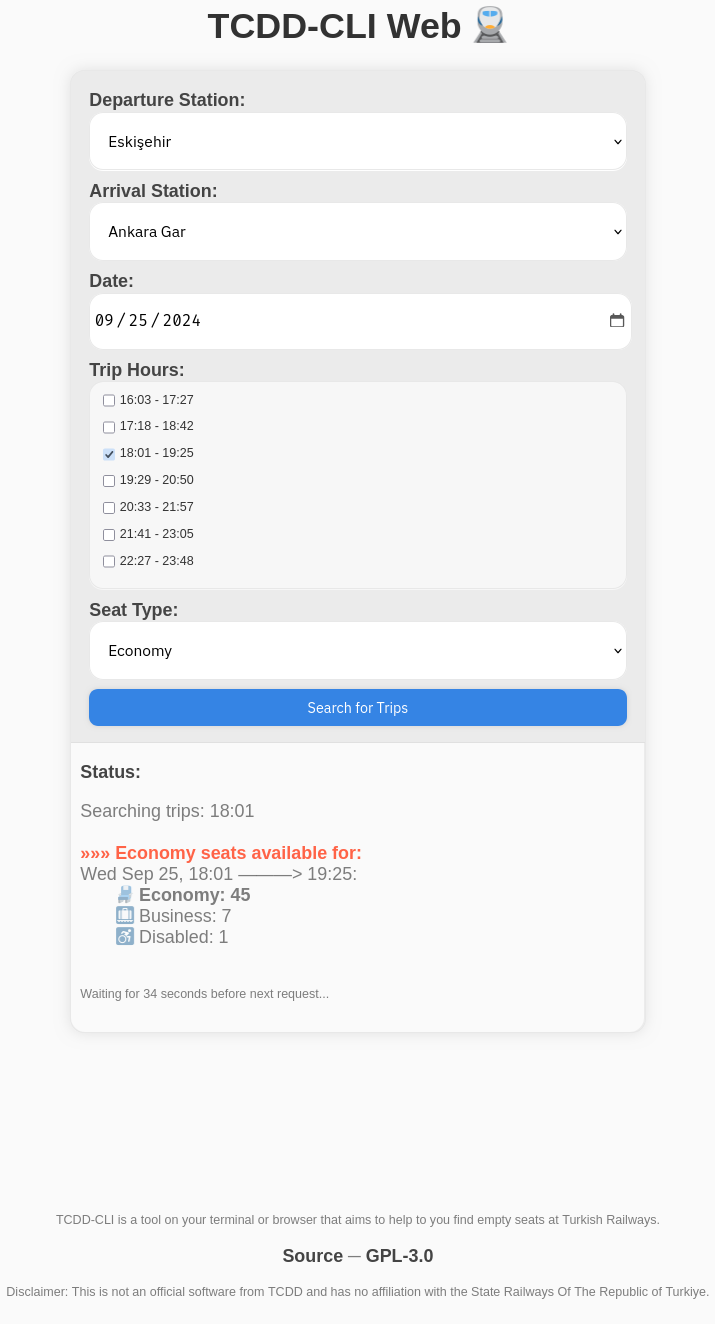 TCDD-CLI Web
Departure Station:
Eskişehir
Arrival Station:
Ankara Gar
Date:
09/25/2024
Trip Hours:
16:03 - 17:27
17:18 - 18:42
18:01 - 19:25
19:29 - 20:50
20:33 - 21:57
21:41 - 23:05
22:27 - 23:48
Seat Type:
Economy
Search for Trips
Status:
Searching trips: 18:01
»»» Economy seats available for:
Wed Sep 25, 18:01 ———> 19:25:
Economy: 45
Business: 7
Disabled: 1
Waiting for 34 seconds before next request...
TCDD-CLI is a tool on your terminal or browser that aims to help to you find empty seats at Turkish Railways.
Source — GPL-3.0
Disclaimer: This is not an official software from TCDD and has no affiliation with the State Railways Of The Republic of Turkiye.